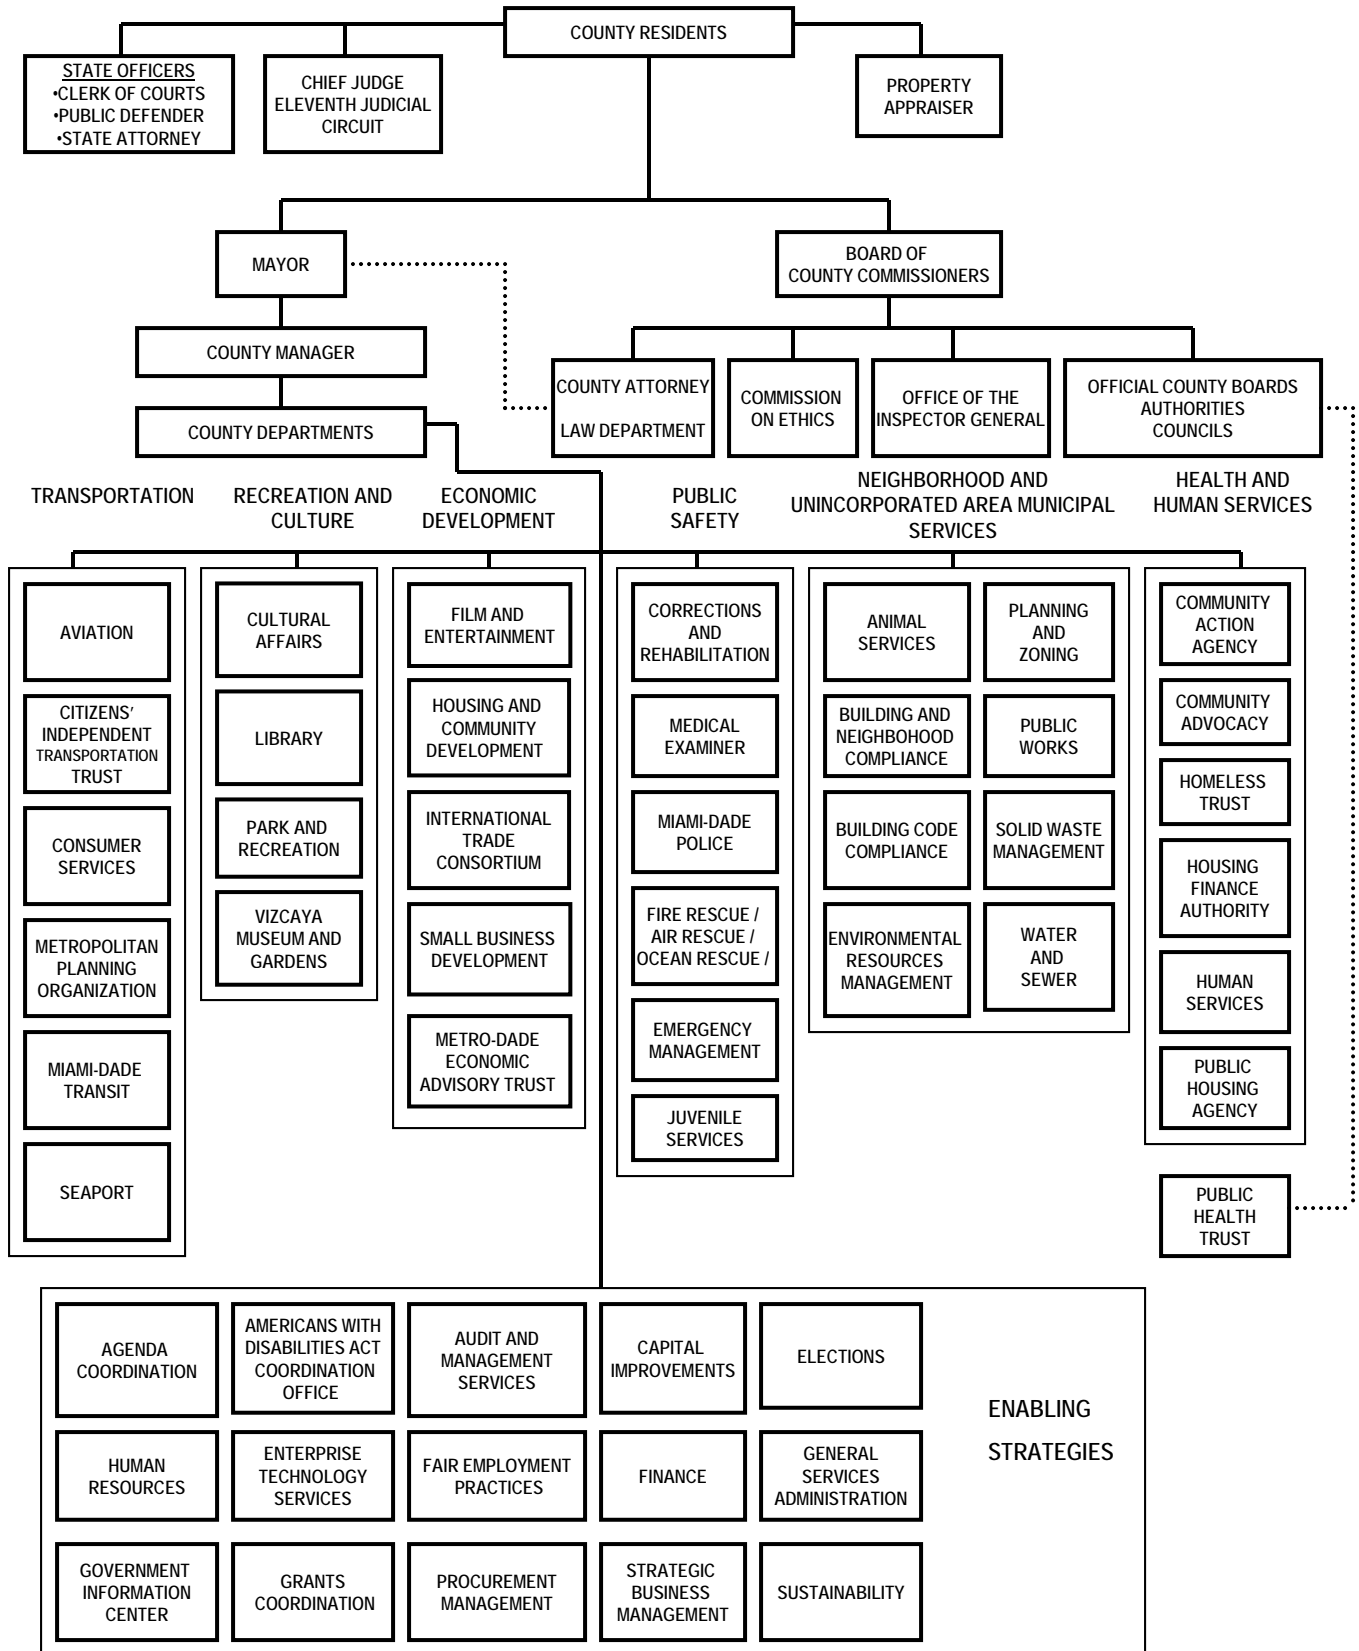 COUNTY RESIDENTS
STATE OFFICERS
•CLERK OF COURTS
•PUBLIC DEFENDER
•STATE ATTORNEY
CHIEF JUDGE
ELEVENTH JUDICIAL
CIRCUIT
PROPERTY
APPRAISER
MAYOR
BOARD OF
COUNTY COMMISSIONERS
COUNTY MANAGER
COUNTY DEPARTMENTS
COUNTY ATTORNEY
LAW DEPARTMENT
COMMISSION
ON ETHICS
OFFICE OF THE
INSPECTOR GENERAL
OFFICIAL COUNTY BOARDS
AUTHORITIES
COUNCILS
TRANSPORTATION
RECREATION AND
CULTURE
ECONOMIC
DEVELOPMENT
PUBLIC
SAFETY
NEIGHBORHOOD AND
UNINCORPORATED AREA MUNICIPAL
SERVICES
HEALTH AND
HUMAN SERVICES
AVIATION
CITIZENS’
INDEPENDENT
TRANSPORTATION
TRUST
CONSUMER
SERVICES
METROPOLITAN
PLANNING
ORGANIZATION
MIAMI-DADE
TRANSIT
SEAPORT
CULTURAL
AFFAIRS
LIBRARY
PARK AND
RECREATION
VIZCAYA
MUSEUM AND
GARDENS
FILM AND
ENTERTAINMENT
HOUSING AND
COMMUNITY
DEVELOPMENT
INTERNATIONAL
TRADE
CONSORTIUM
SMALL BUSINESS
DEVELOPMENT
METRO-DADE
ECONOMIC
ADVISORY TRUST
CORRECTIONS
AND
REHABILITATION
MEDICAL
EXAMINER
MIAMI-DADE
POLICE
FIRE RESCUE /
AIR RESCUE /
OCEAN RESCUE /
EMERGENCY
MANAGEMENT
JUVENILE
SERVICES
ANIMAL
SERVICES
BUILDING AND
NEIGHBOHOOD
COMPLIANCE
BUILDING CODE
COMPLIANCE
ENVIRONMENTAL
RESOURCES
MANAGEMENT
PLANNING
AND
ZONING
PUBLIC
WORKS
SOLID WASTE
MANAGEMENT
WATER
AND
SEWER
COMMUNITY
ACTION
AGENCY
COMMUNITY
ADVOCACY
HOMELESS
TRUST
HOUSING
FINANCE
AUTHORITY
HUMAN
SERVICES
PUBLIC
HOUSING
AGENCY
PUBLIC
HEALTH
TRUST
AGENDA
COORDINATION
AMERICANS WITH
DISABILITIES ACT
COORDINATION
OFFICE
AUDIT AND
MANAGEMENT
SERVICES
CAPITAL
IMPROVEMENTS
ELECTIONS
HUMAN
RESOURCES
ENTERPRISE
TECHNOLOGY
SERVICES
FAIR EMPLOYMENT
PRACTICES
FINANCE
GENERAL
SERVICES
ADMINISTRATION
GOVERNMENT
INFORMATION
CENTER
GRANTS
COORDINATION
PROCUREMENT
MANAGEMENT
STRATEGIC
BUSINESS
MANAGEMENT
SUSTAINABILITY
ENABLING
STRATEGIES